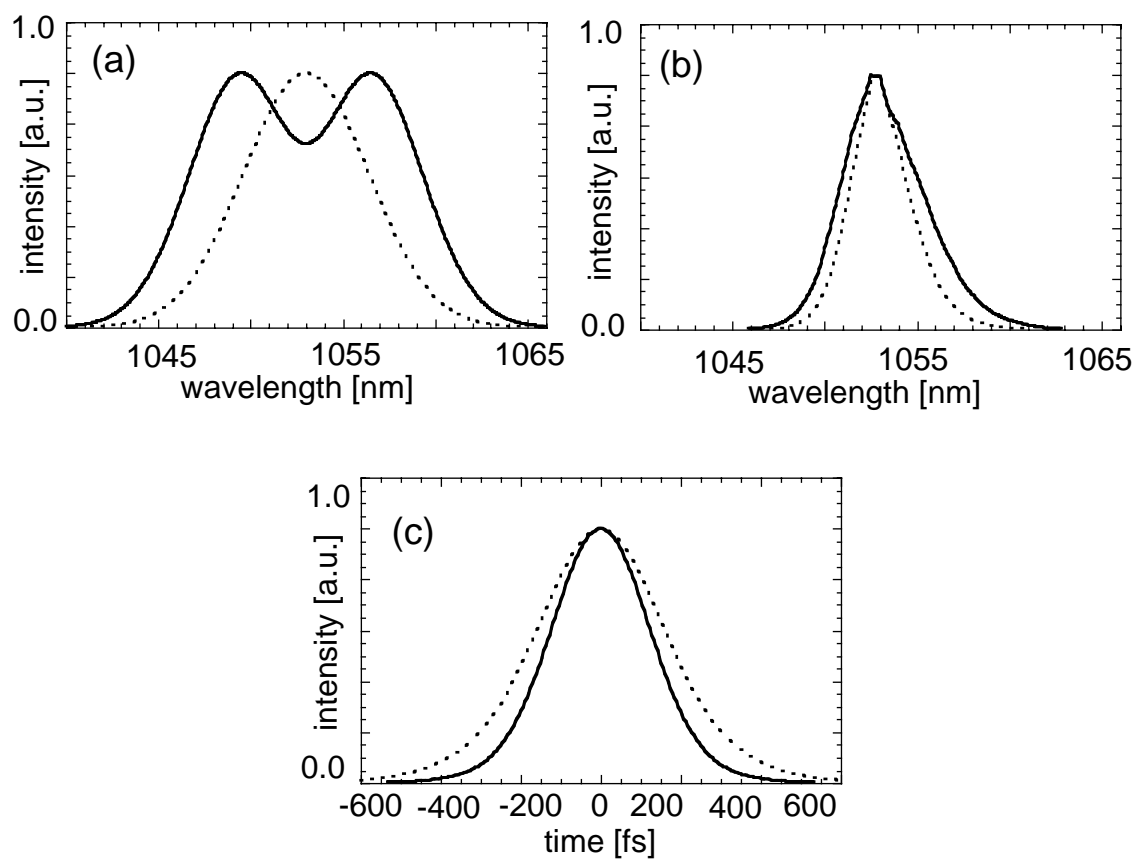 1.0
(a)
intensity [a.u.]
0.0
1045
1055
1065
wavelength [nm]
1.0
(b)
intensity [a.u.]
0.0
1045
1055
1065
wavelength [nm]
1.0
(c)
intensity [a.u.]
0.0
-600 -400 -200 0 200 400 600
time [fs]